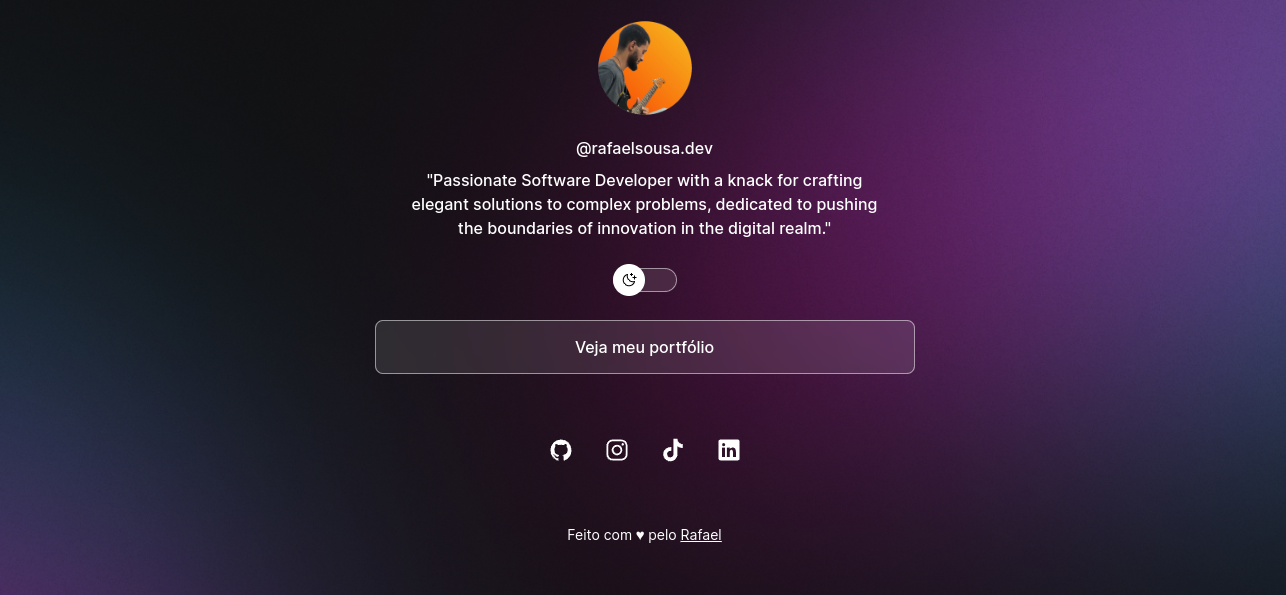 @rafaelsousa.dev
"Passionate Software Developer with a knack for crafting
elegant solutions to complex problems, dedicated to pushing
the boundaries of innovation in the digital realm."
Veja meu portfólio
Feito com ♥ pelo Rafael